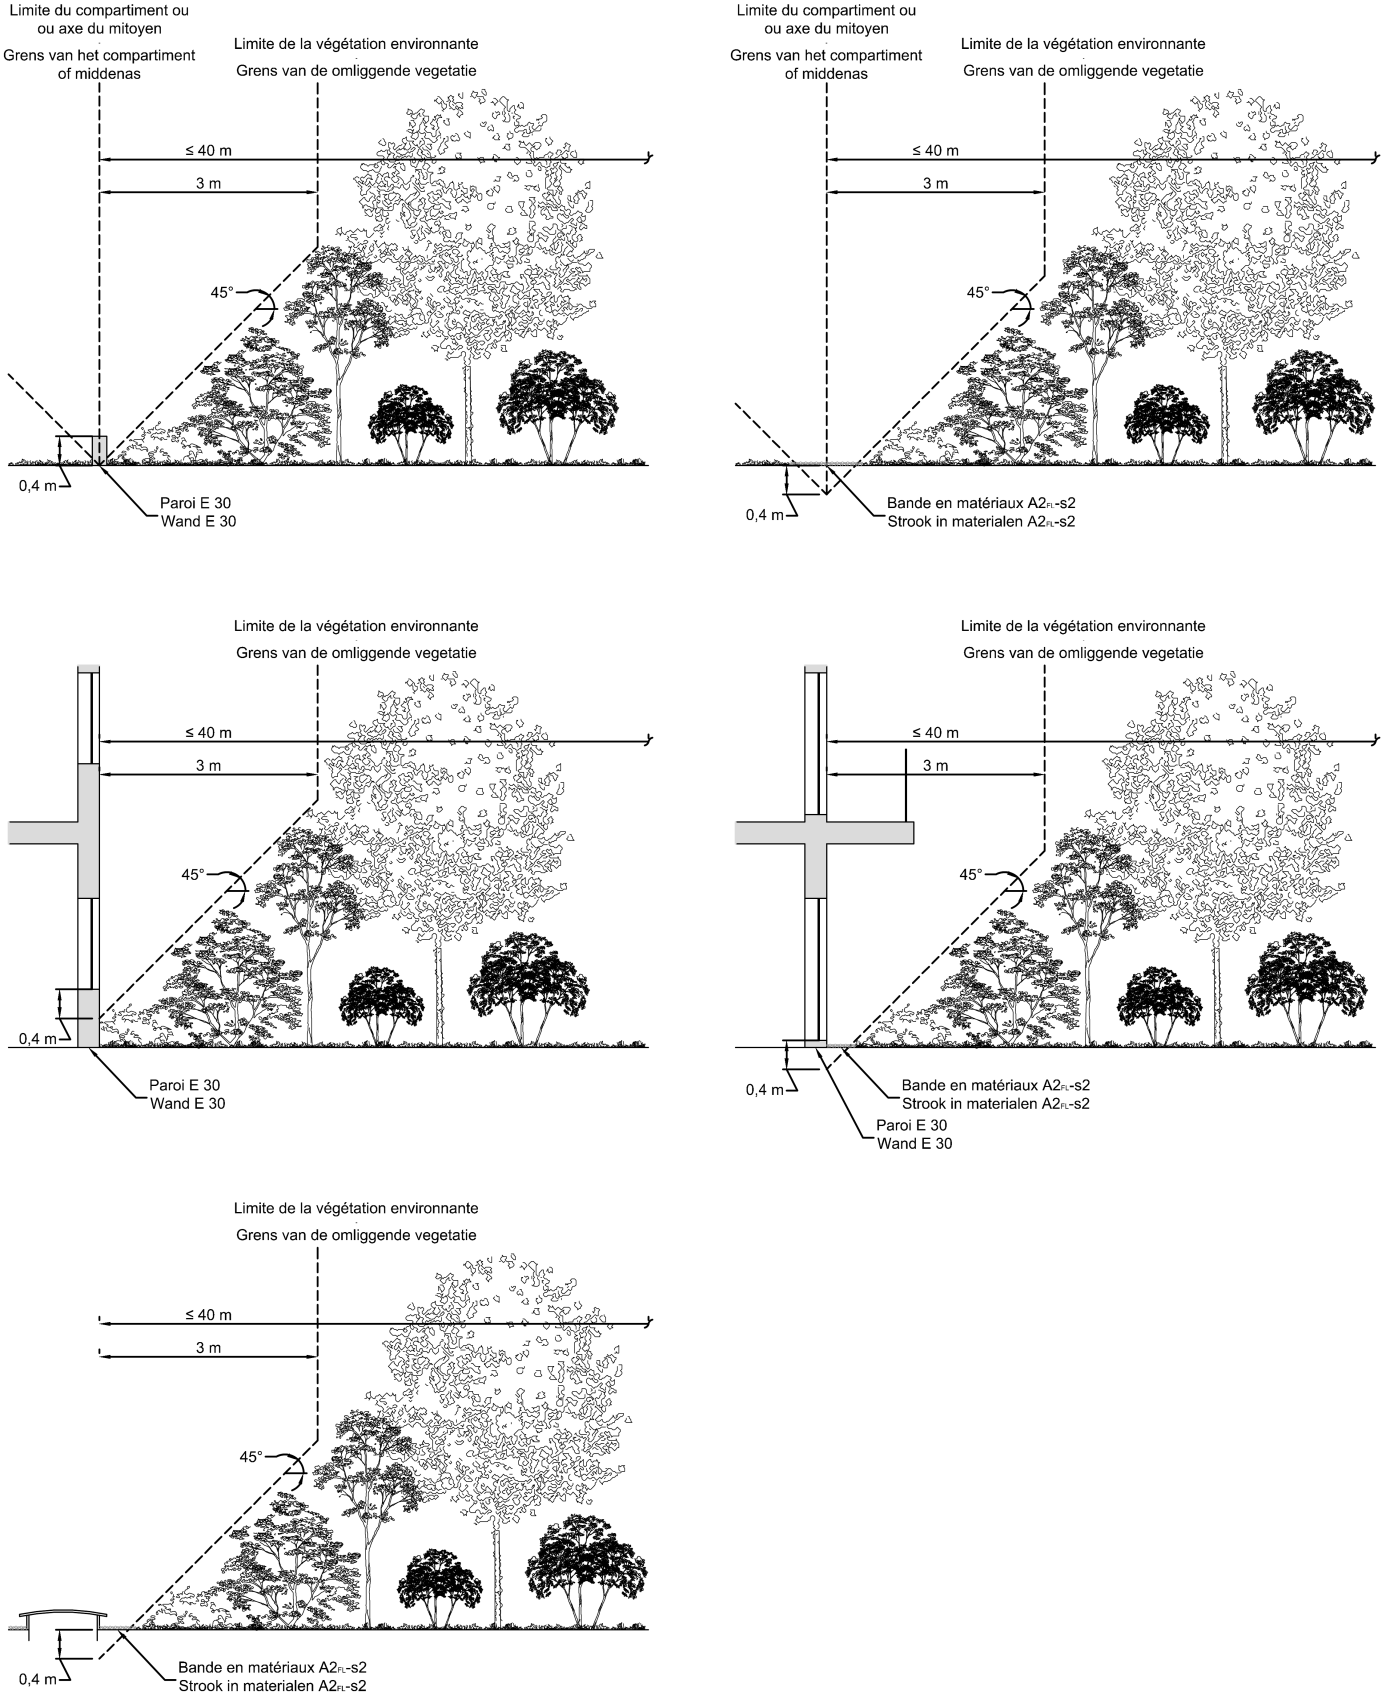 Limite du compartiment ou
ou axe du mitoyen
Grens van het compartiment
of middenas
Limite de la végétation environnante
Grens van de omliggende vegetatie
≤ 40 m
3 m
45°
0,4 m
Paroi E 30
Wand E 30
Limite du compartiment ou
ou axe du mitoyen
Grens van het compartiment
of middenas
Limite de la végétation environnante
Grens van de omliggende vegetatie
≤ 40 m
3 m
45°
0,4 m
Bande en matériaux A2FL-s2
Strook in materialen A2FL-s2
Limite de la végétation environnante
Grens van de omliggende vegetatie
≤ 40 m
3 m
45°
0,4 m
Paroi E 30
Wand E 30
Limite de la végétation environnante
Grens van de omliggende vegetatie
≤ 40 m
3 m
45°
0,4 m
Bande en matériaux A2FL-s2
Strook in materialen A2FL-s2
Paroi E 30
Wand E 30
Limite de la végétation environnante
Grens van de omliggende vegetatie
≤ 40 m
3 m
45°
0,4 m
Bande en matériaux A2FL-s2
Strook in materialen A2FL-s2